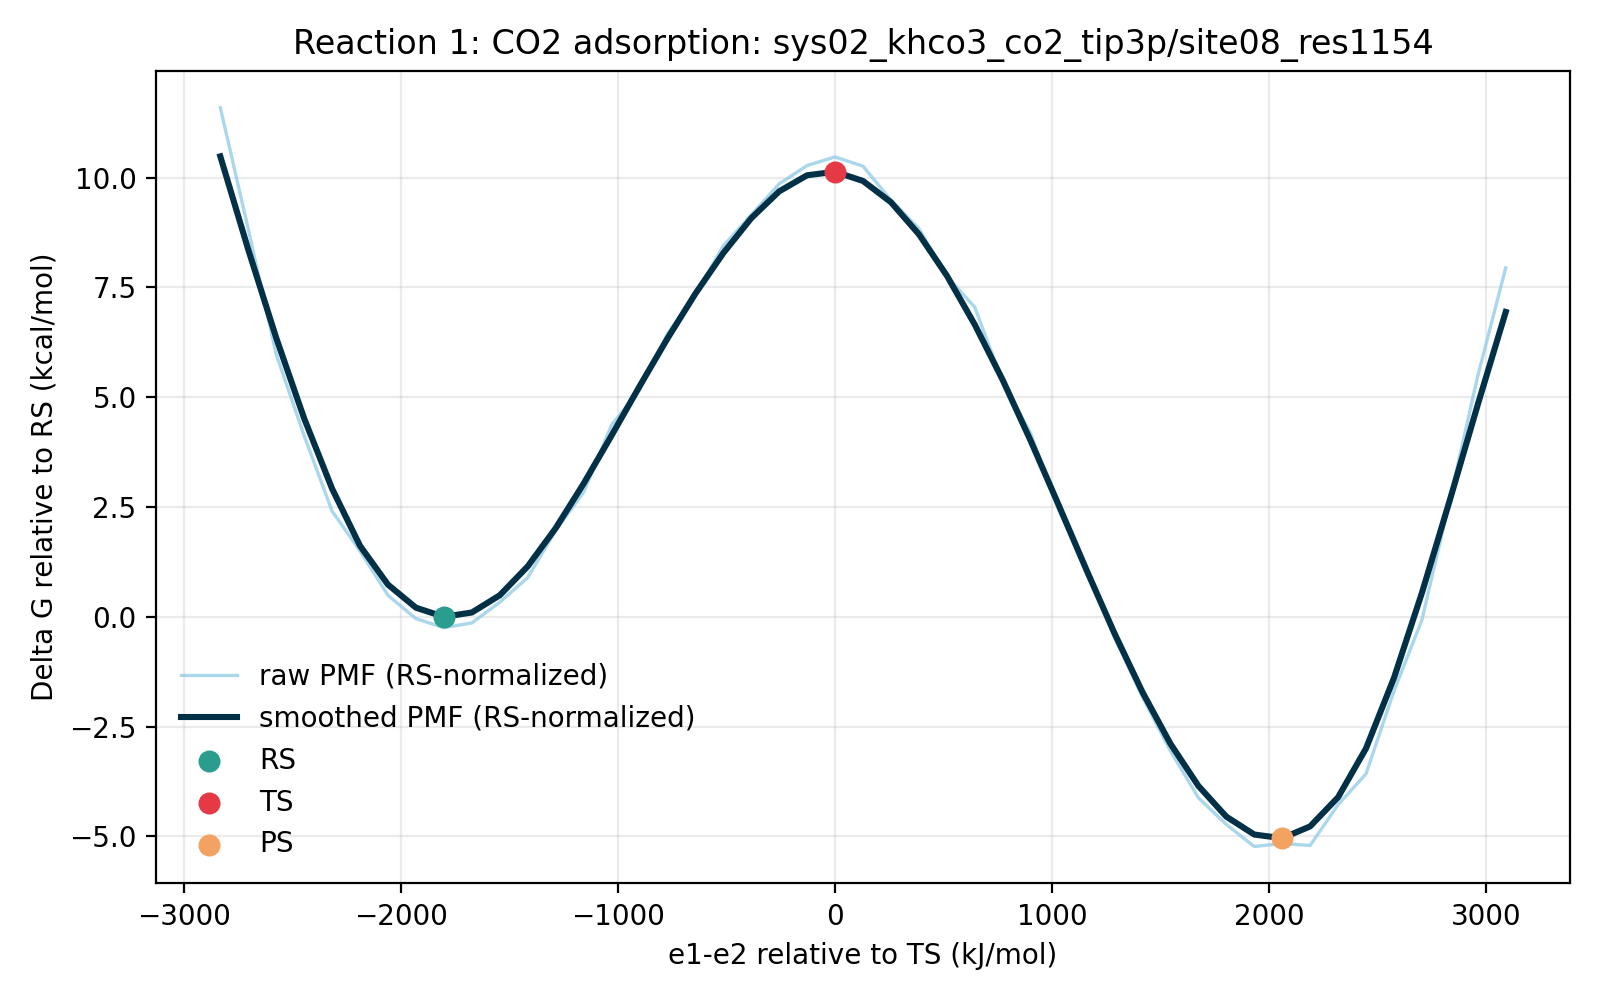 Reaction 1: CO2 adsorption: sys02_khco3_co2_tip3p/site08_res1154
Delta G relative to RS (kcal/mol)
10.0
7.5
5.0
2.5
0.0
−2.5
−5.0
raw PMF (RS-normalized)
smoothed PMF (RS-normalized)
RS
TS
PS
−3000 −2000 −1000 0 1000 2000 3000
e1-e2 relative to TS (kJ/mol)